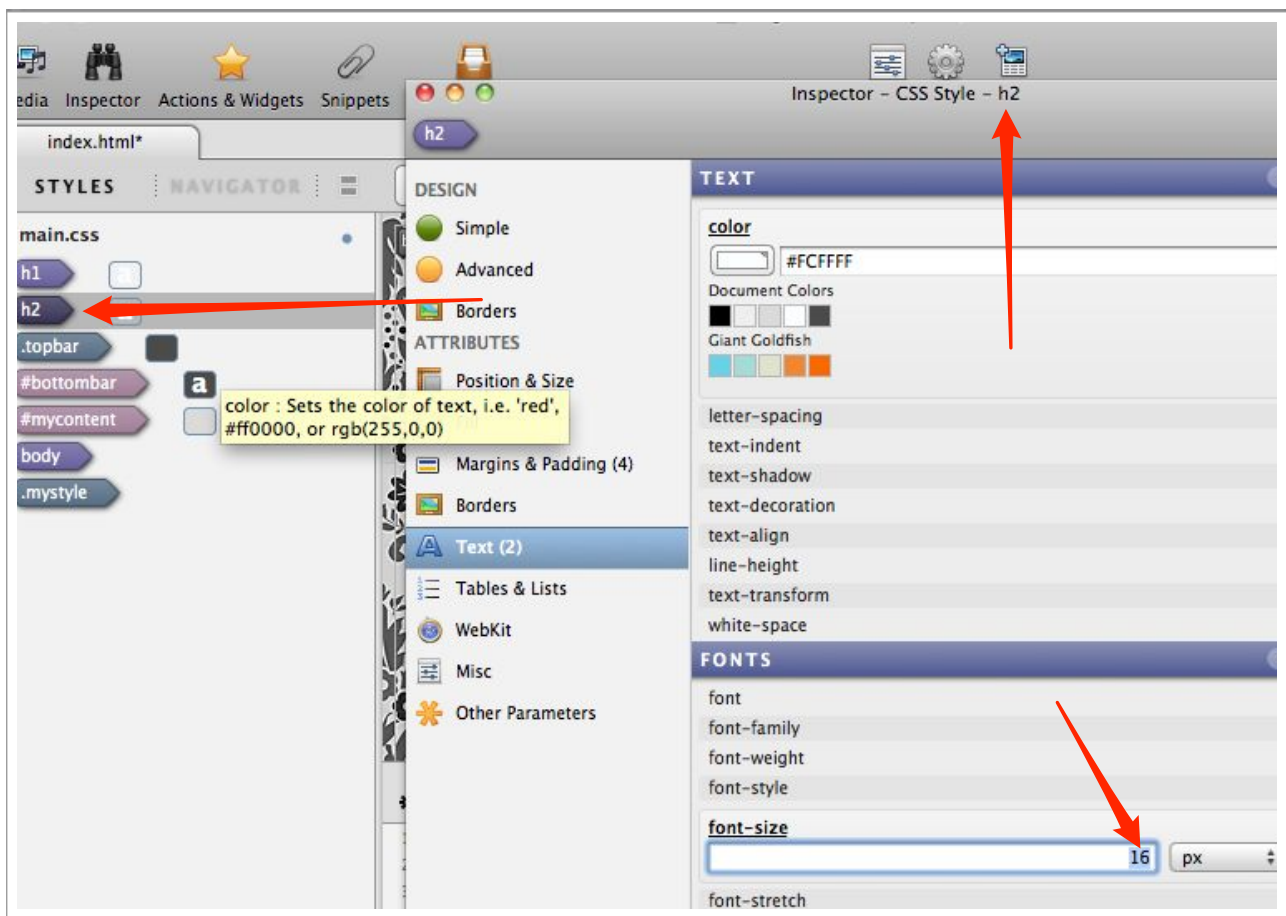 edia Inspector Actions & Widgets Snippets
Inspector – CSS Style – h2
index.html*
h2
STYLES NAVIGATOR
main.css
h1 a
h2 a
.topbar
#bottombar a
#mycontent
body
.mystyle
color : Sets the color of text, i.e. 'red',
#ff0000, or rgb(255,0,0)
DESIGN
Simple
Advanced
Borders
ATTRIBUTES
Position & Size
Margins & Padding (4)
Borders
Text (2)
Tables & Lists
WebKit
Misc
Other Parameters
TEXT
color
#FCFFFF
Document Colors
Giant Goldfish
letter-spacing
text-indent
text-shadow
text-decoration
text-align
line-height
text-transform
white-space
FONTS
font
font-family
font-weight
font-style
font-size
16 px
font-stretch